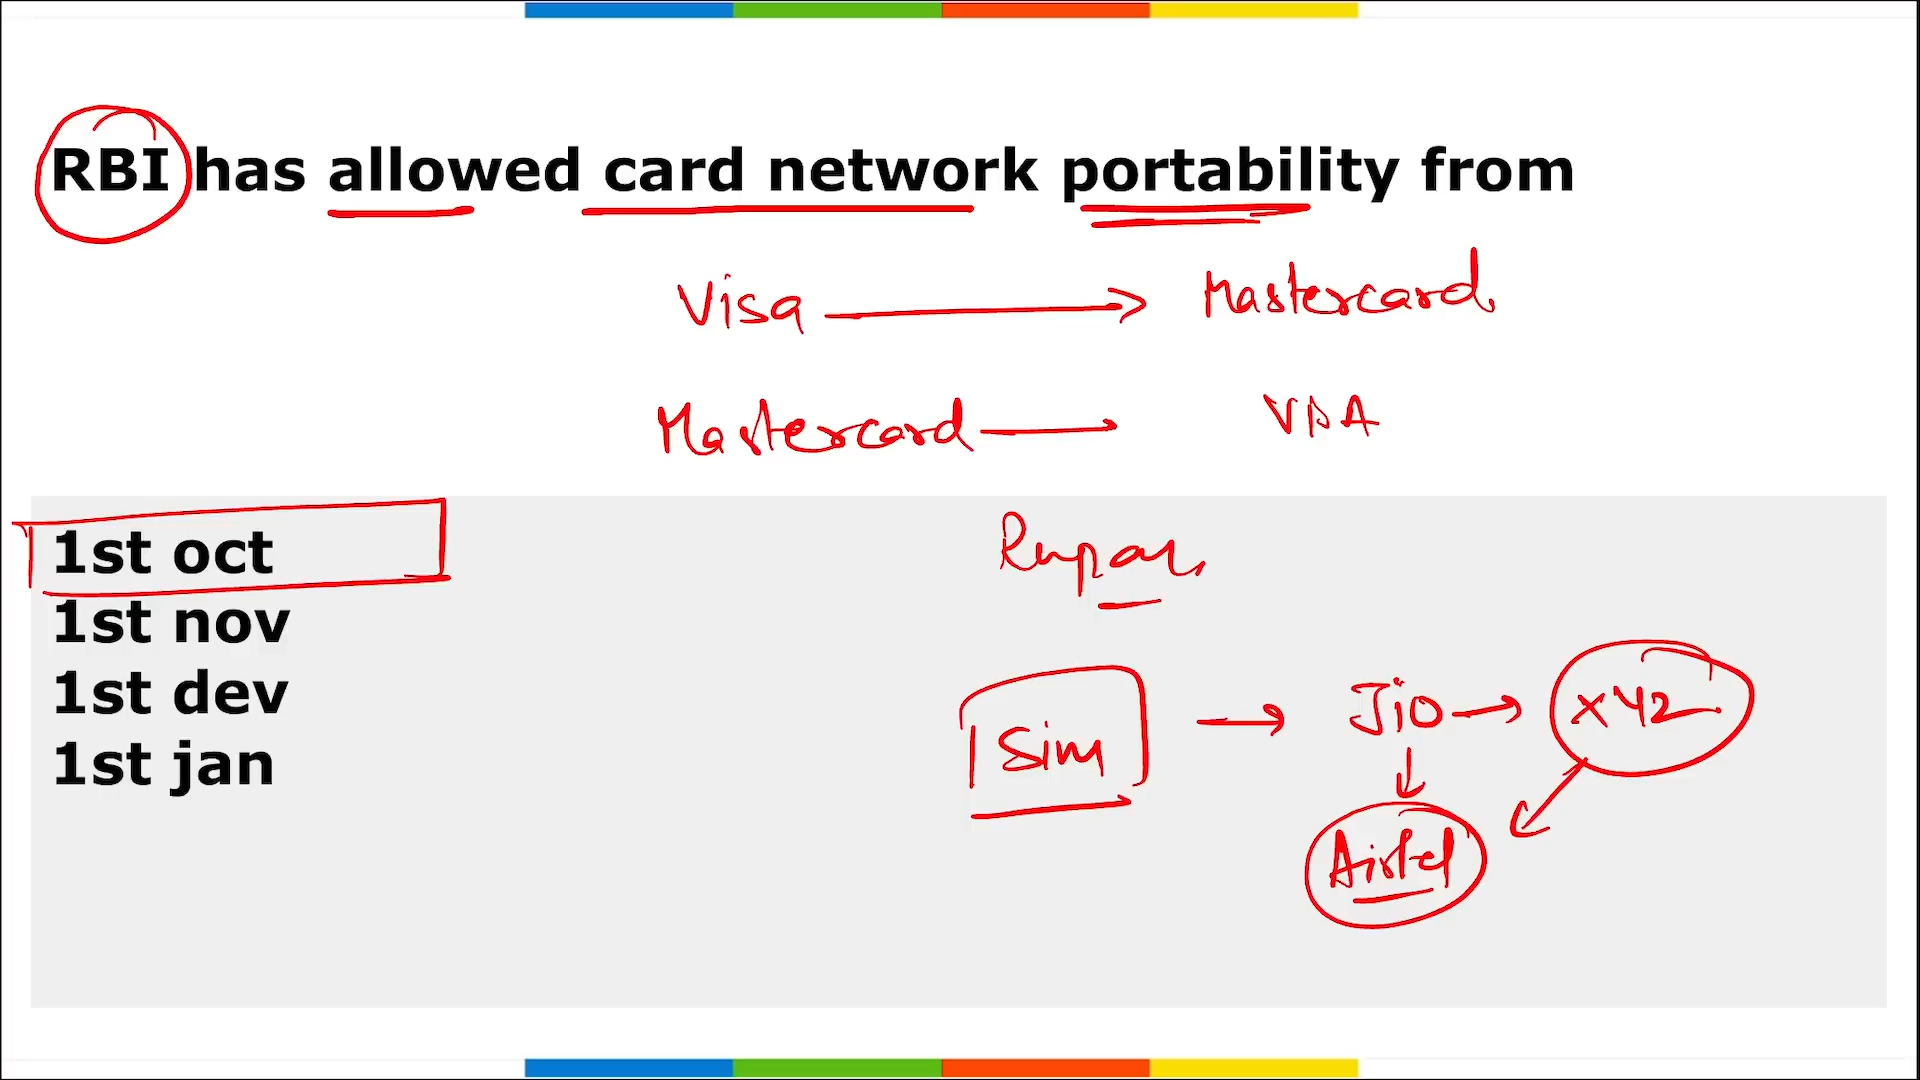 RBI has allowed card network portability from
Visa → Mastercard
Mastercard → VISA
1st oct
1st nov
1st dev
1st jan
Rupay
Sim → Jio → XYZ
Airtel